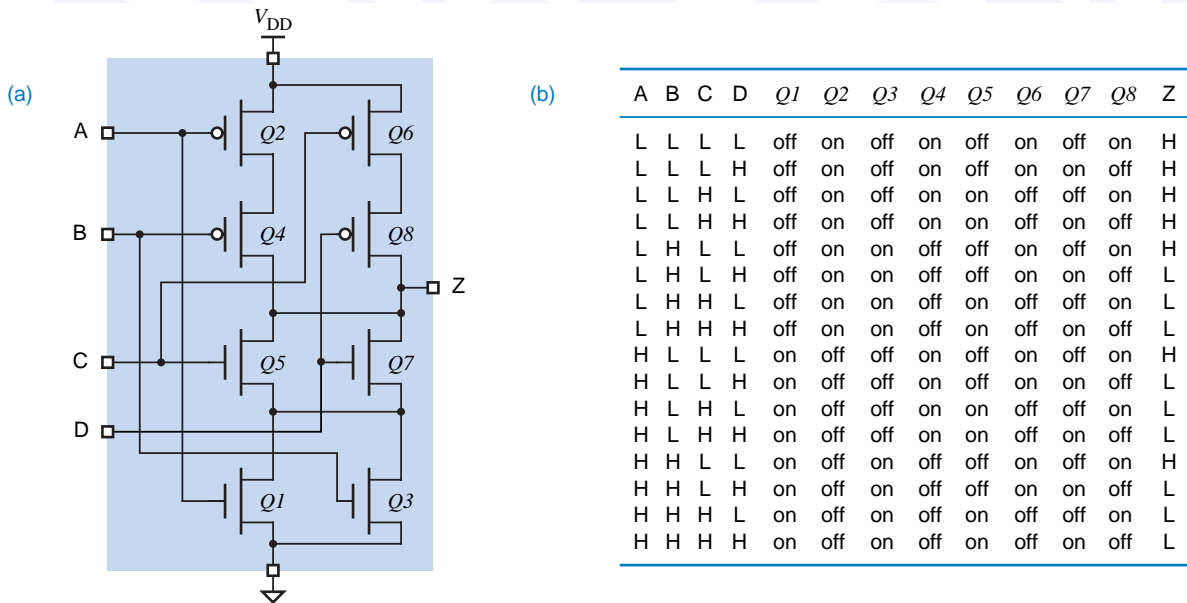 V_DD
(a)
A
Q2
Q6
B
Q4
Q8
Z
C
Q5
Q7
D
Q1
Q3
(b)
A B C D Q1 Q2 Q3 Q4 Q5 Q6 Q7 Q8 Z
L L L L off on off on off on off on H
L L L H off on off on off on on off H
L L H L off on off on on off off on H
L L H H off on off on on off on off H
L H L L off on on off off on off on H
L H L H off on on off off on on off L
L H H L off on on off on off off on L
L H H H off on on off on off on off L
H L L L on off off on off on off on H
H L L H on off off on off on on off L
H L H L on off off on on off off on L
H L H H on off off on on off on off L
H H L L on off on off off on off on H
H H L H on off on off off on on off L
H H H L on off on off on off off on L
H H H H on off on off on off on off L